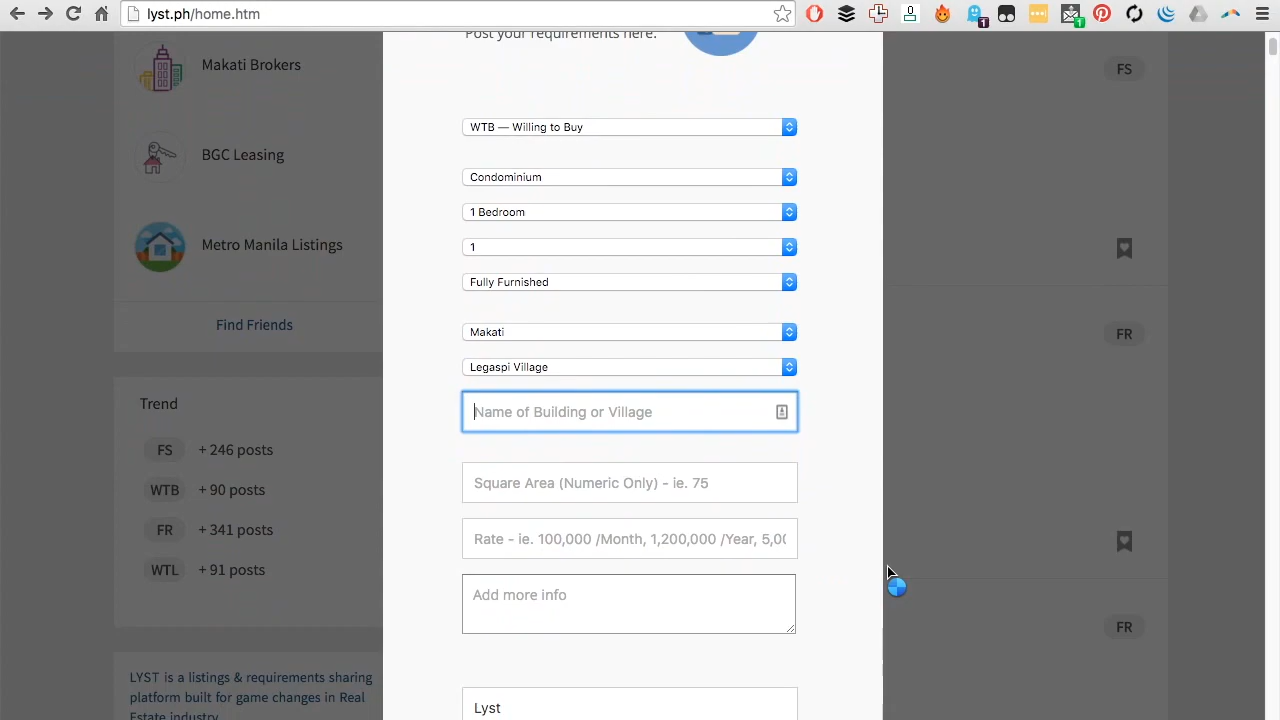 lyst.ph/home.htm
Post your requirements here:
Makati Brokers
BGC Leasing
Metro Manila Listings
Find Friends
Trend
FS + 246 posts
WTB + 90 posts
FR + 341 posts
WTL + 91 posts
LYST is a listings & requirements sharing
platform built for game changes in Real
Estate industry
WTB — Willing to Buy
Condominium
1 Bedroom
1
Fully Furnished
Makati
Legaspi Village
Name of Building or Village
Square Area (Numeric Only) - ie. 75
Rate - ie. 100,000 /Month, 1,200,000 /Year, 5,00
Add more info
Lyst
FS
FR
FR
0
1
1